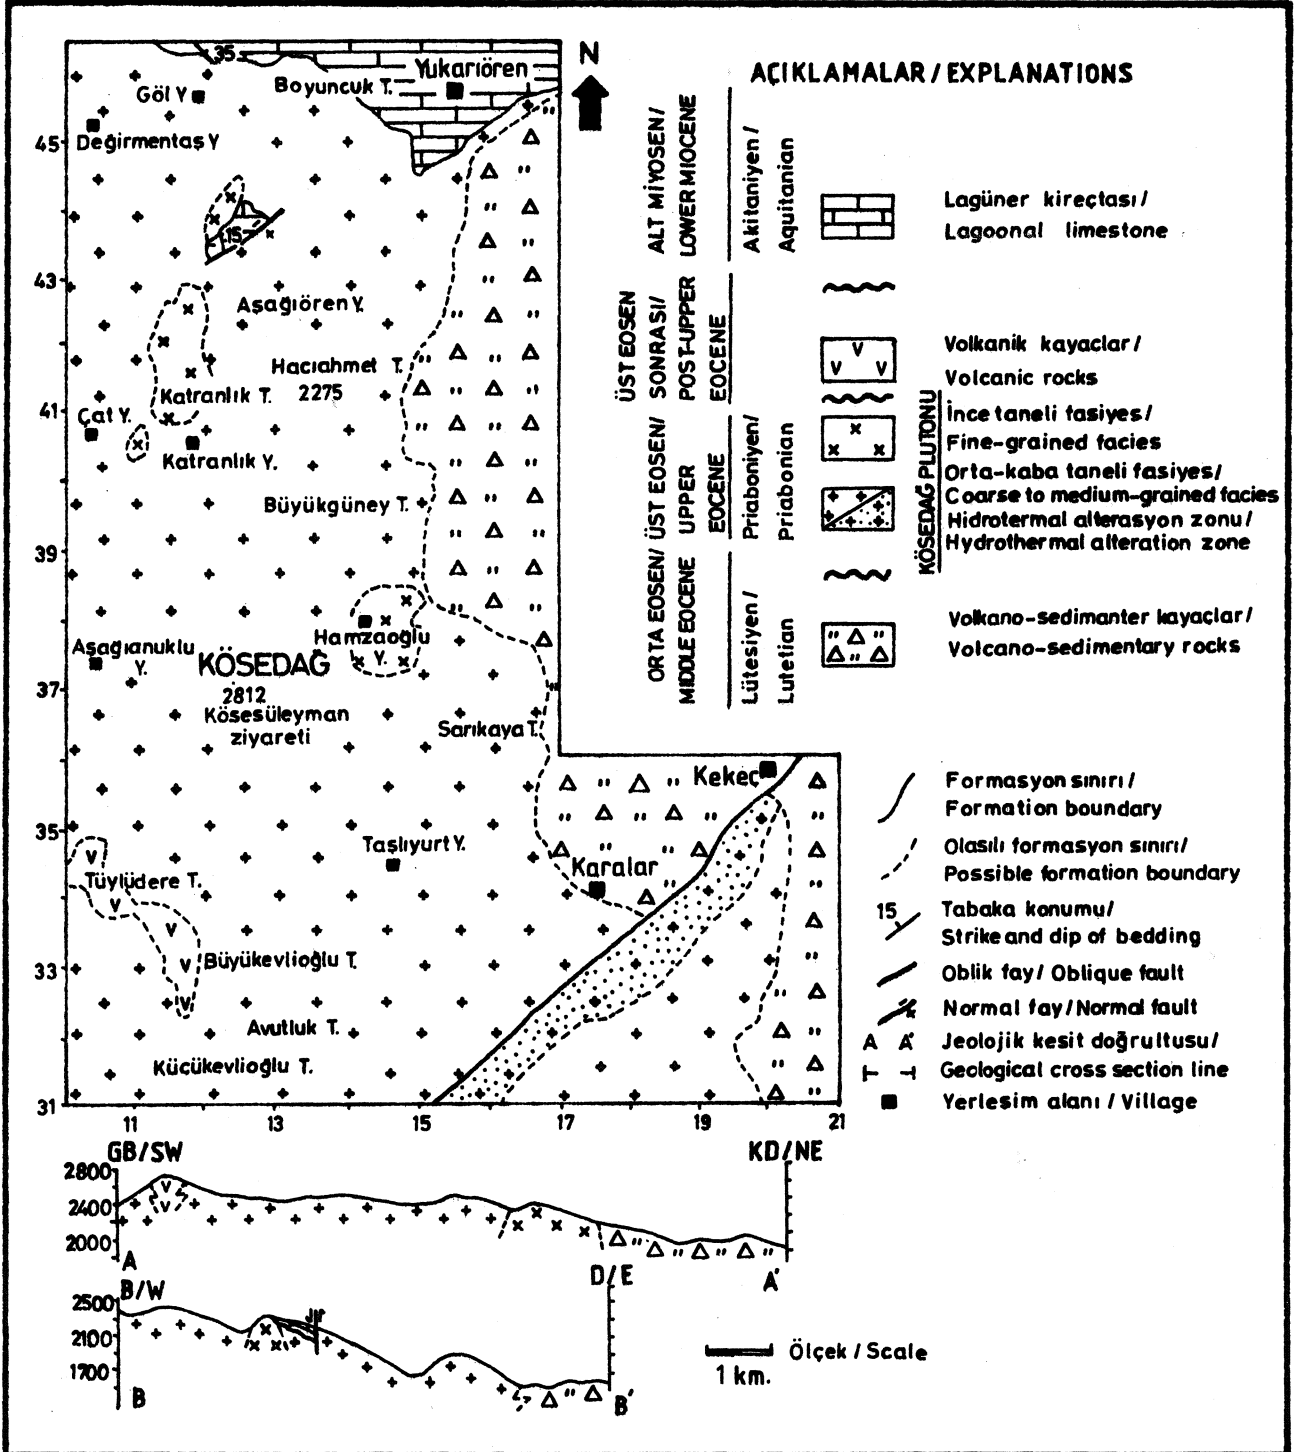 N
AÇIKLAMALAR / EXPLANATIONS
35
Yukarıören
Boyuncuk T.
Göl Y
Değirmentaş Y
45
15
43
Aşağıören Y.
Hacıahmet T.
2275
Katranlık T.
41
Çat Y.
Katranlık Y.
Büyükgüney T.
39
Hamzaoğlu
Y.
Aşağıanuklu
Y.
KÖSEDAĞ
2812
Kösesüleyman
ziyareti
37
Sarıkaya T.
Kekeç
35
Taşlıyurt Y.
Karalar
Tüylüdere T.
33
Büyükevlioğlu T.
Avutluk T.
Kücükevlioğlu T.
31
11
13
15
17
19
21
ALT MİYOSEN/
LOWER MIOCENE
Akitaniyen/
Aquitanian
Lagüner kireçtası/
Lagoonal limestone
ÜST EOSEN
SONRASI/
POST-UPPER
EOCENE
Volkanik kayaclar/
Volcanic rocks
ÜST EOSEN/
UPPER
EOCENE
Priaboniyen/
Priabonian
KÖSEDAĞ PLUTONU
İnce taneli fasiyes/
Fine-grained facies
Orta-kaba taneli fasiyes/
Coarse to medium-grained facies
Hidrotermal alterasyon zonu/
Hydrothermal alteration zone
ORTA EOSEN/
MIDDLE EOCENE
Lütesiyen/
Lutetian
Volkano-sedimanter kayaclar/
Volcano-sedimentary rocks
Formasyon sınırı/
Formation boundary
Olasılı formasyon sınırı/
Possible formation boundary
15
Tabaka konumu/
Strike and dip of bedding
Oblik fay/ Oblique fault
Normal fay/Normal fault
A A' Jeolojik kesit doğrultusu/
Geological cross section line
Yerlesim alanı / Village
GB/SW
KD/NE
2800
2400
2000
A
A'
B/W
D/E
2500
2100
1700
B
B'
Ölçek / Scale
1 km.